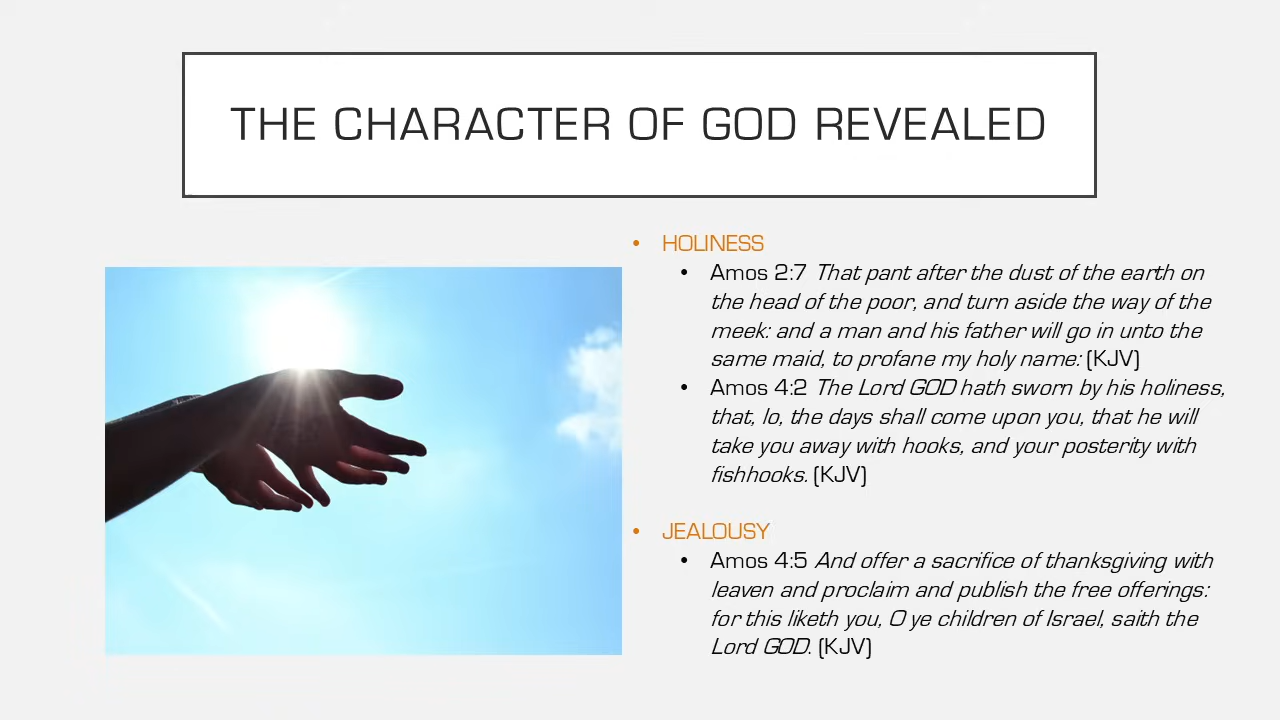 THE CHARACTER OF GOD REVEALED
• HOLINESS
• Amos 2:7 That pant after the dust of the earth on
the head of the poor, and turn aside the way of the
meek: and a man and his father will go in unto the
same maid, to profane my holy name: (KJV)
• Amos 4:2 The Lord GOD hath sworn by his holiness,
that, lo, the days shall come upon you, that he will
take you away with hooks, and your posterity with
fishhooks. (KJV)
• JEALOUSY
• Amos 4:5 And offer a sacrifice of thanksgiving with
leaven and proclaim and publish the free offerings:
for this liketh you, O ye children of Israel, saith the
Lord GOD. (KJV)